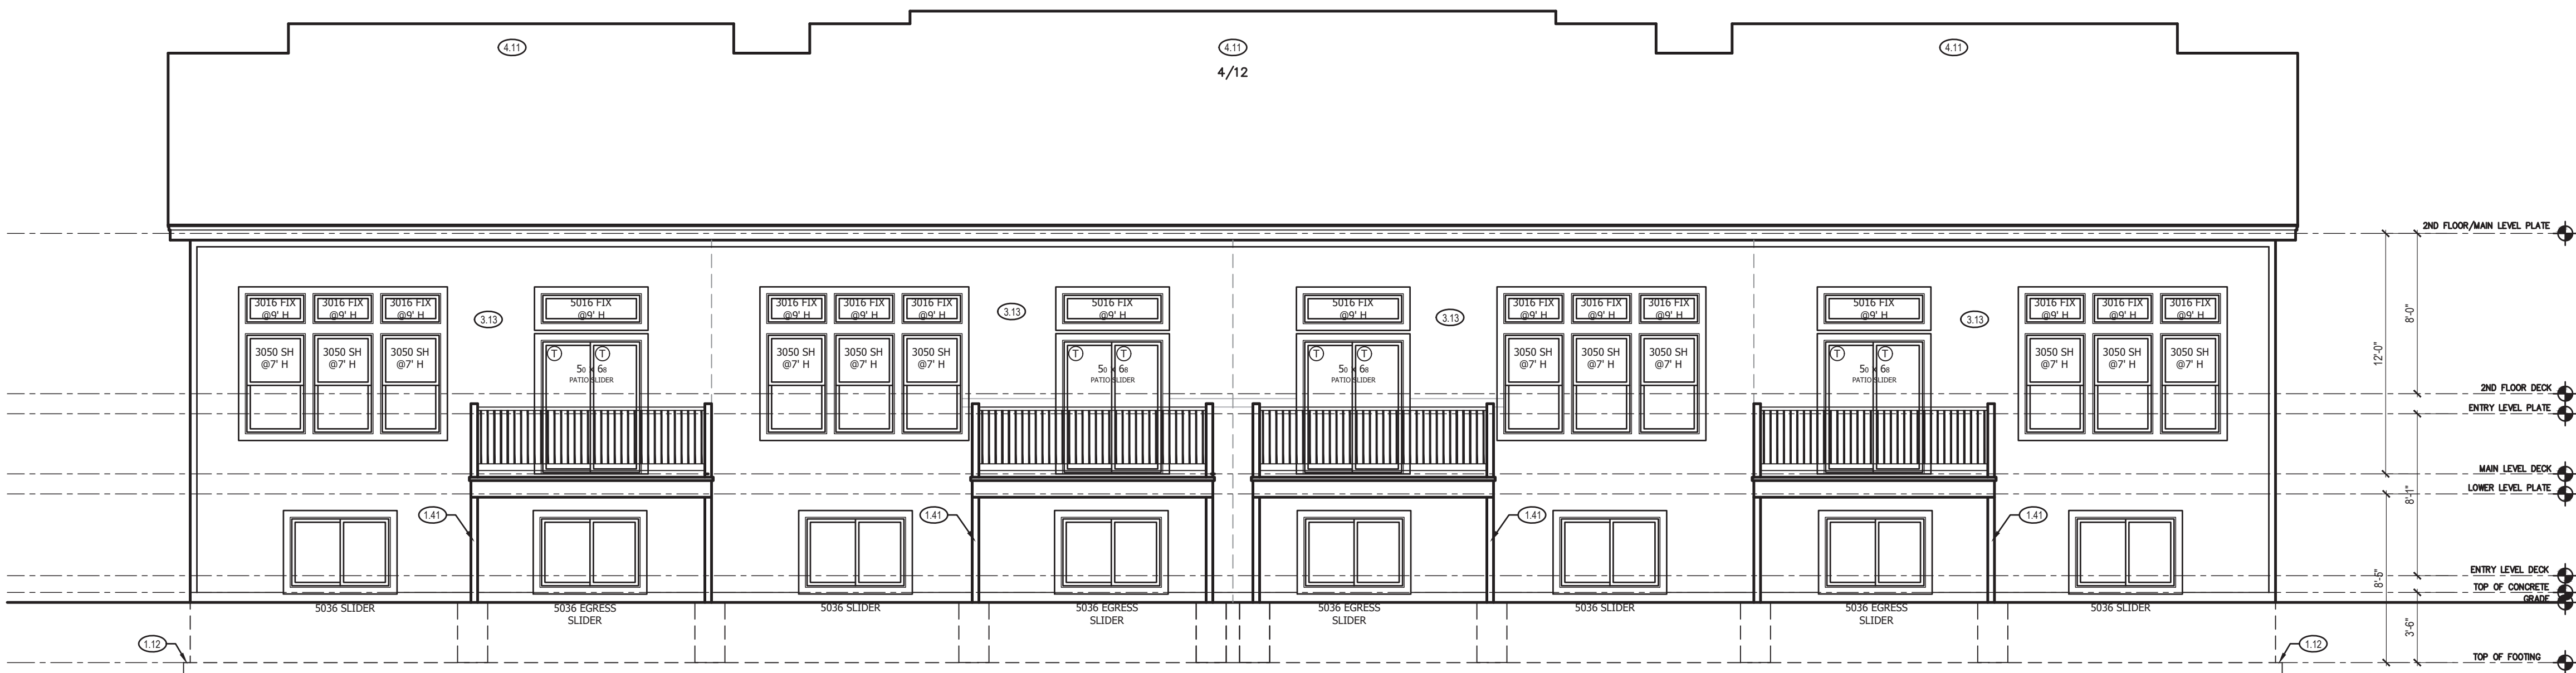 4.11 4.11 4.11
4/12
2ND FLOOR/MAIN LEVEL PLATE
3016 FIX 3016 FIX 3016 FIX 5016 FIX 3016 FIX 3016 FIX 3016 FIX 5016 FIX 5016 FIX 3016 FIX 3016 FIX 3016 FIX 5016 FIX 3016 FIX 3016 FIX 3016 FIX
@9' H @9' H @9' H @9' H @9' H @9' H @9' H @9' H @9' H @9' H @9' H @9' H @9' H @9' H @9' H @9' H
3.13 3.13 3.13 3.13
8'-0"
12'-0"
3050 SH 3050 SH 3050 SH T T 3050 SH 3050 SH 3050 SH T T T T 3050 SH 3050 SH 3050 SH T T 3050 SH 3050 SH 3050 SH
@7' H @7' H @7' H 50 x 68 @7' H @7' H @7' H 50 x 68 50 x 68 @7' H @7' H @7' H 50 x 68 @7' H @7' H @7' H
PATIO SLIDER PATIO SLIDER PATIO SLIDER PATIO SLIDER
2ND FLOOR DECK
ENTRY LEVEL PLATE
MAIN LEVEL DECK
LOWER LEVEL PLATE
8'-1"
1.41 1.41 1.41 1.41
ENTRY LEVEL DECK
TOP OF CONCRETE
GRADE
5036 SLIDER 5036 EGRESS 5036 SLIDER 5036 EGRESS 5036 EGRESS 5036 SLIDER 5036 EGRESS 5036 SLIDER
SLIDER SLIDER SLIDER SLIDER
3'-6"
1.12 1.12
TOP OF FOOTING